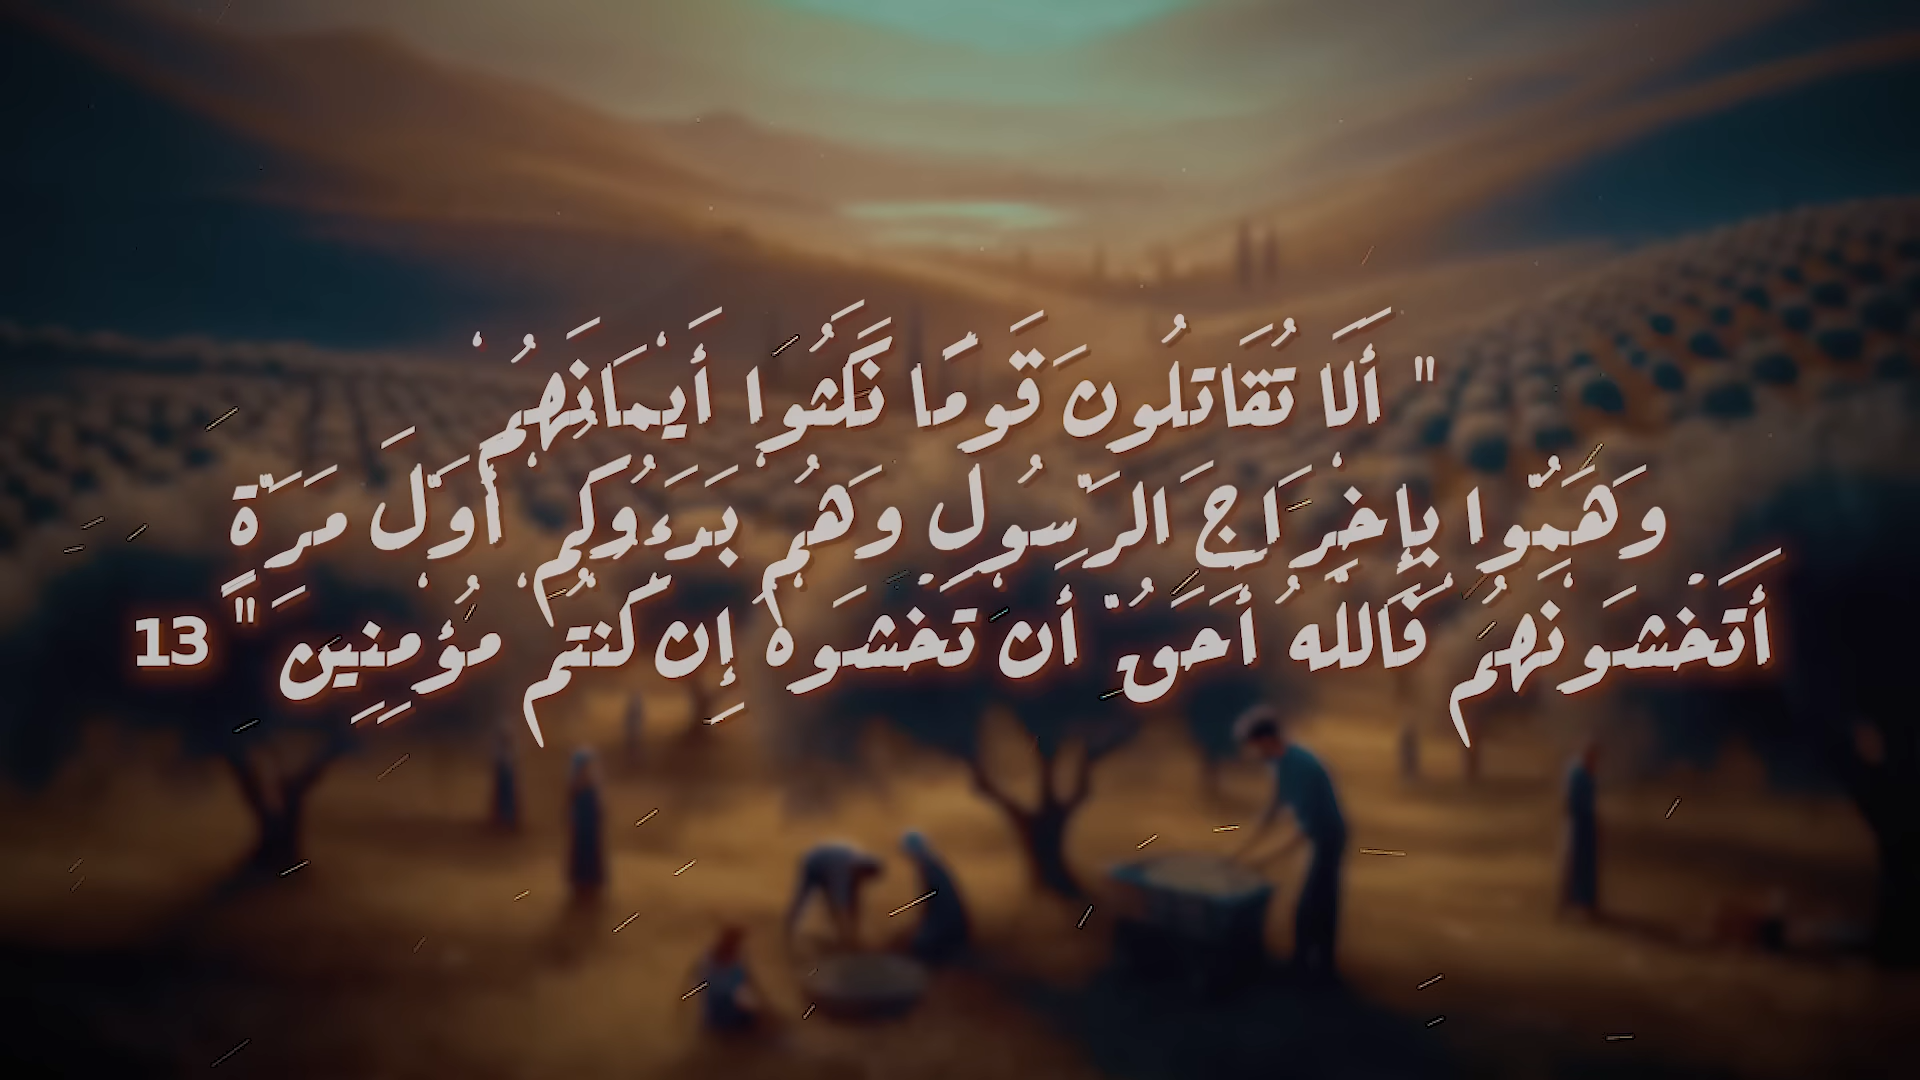 " أَلَا تُقَاتِلُونَ قَوْمًا نَكَثُوا أَيْمَانَهُمْ
وَهَمُّوا بِإِخْرَاجِ الرَّسُولِ وَهُم بَدَءُوكُمْ أَوَّلَ مَرَّةٍ
أَتَخْشَوْنَهُمْ فَاللَّهُ أَحَقُّ أَن تَخْشَوْهُ إِن كُنتُم مُّؤْمِنِينَ " 13